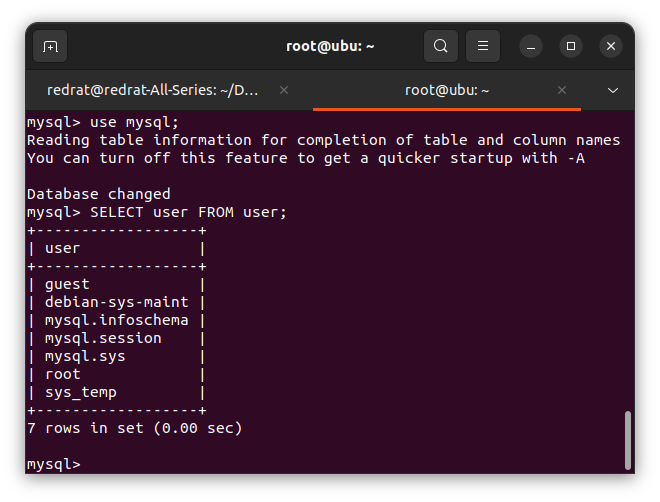 root@ubu: ~
redrat@redrat-All-Series: ~/D...
root@ubu: ~
mysql> use mysql;
Reading table information for completion of table and column names
You can turn off this feature to get a quicker startup with -A
Database changed
mysql> SELECT user FROM user;
+------------------+
| user             |
+------------------+
| guest            |
| debian-sys-maint |
| mysql.infoschema |
| mysql.session    |
| mysql.sys        |
| root             |
| sys_temp         |
+------------------+
7 rows in set (0.00 sec)
mysql>